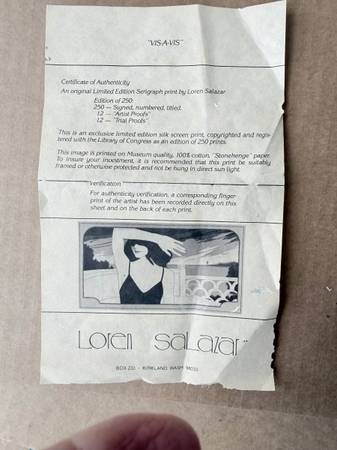 "VIS-A-VIS"
Certificate of Authenticity
An original Limited Edition Serigraph print by Loren Salazar
Edition of 250:
250 — Signed, numbered, titled.
12 — "Artist Proofs"
12 — "Trial Proofs"
This is an exclusive limited edition silk screen print, copyrighted and regis-
tered with the Library of Congress as an edition of 250 prints.
This image is printed on Museum quality, 100% cotton, "Stonehenge" paper.
To insure your investment, it is recommended that this print be suitably
framed or otherwise protected and not be hung in direct sun light.
Verification
For authenticity verification, a corresponding finger-
print of the artist has been recorded directly on this
sheet and on the back of each print.
Loren Salazar
BOX 233 - KIRKLAND, WASH. 98033